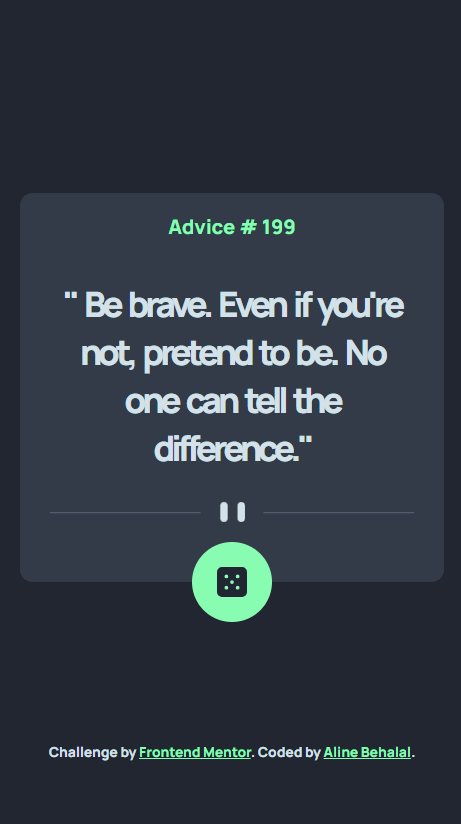 Advice # 199
" Be brave. Even if you're
not, pretend to be. No
one can tell the
difference."
Challenge by Frontend Mentor. Coded by Aline Behalal.